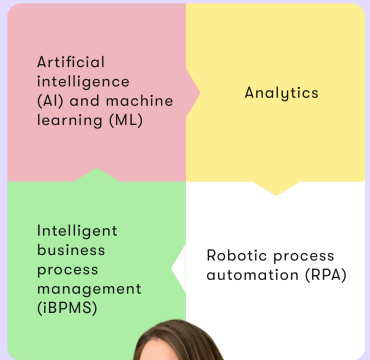 Artificial
intelligence
(AI) and machine
learning (ML)
Analytics
Intelligent
business
process
management
(iBPMS)
Robotic process
automation (RPA)